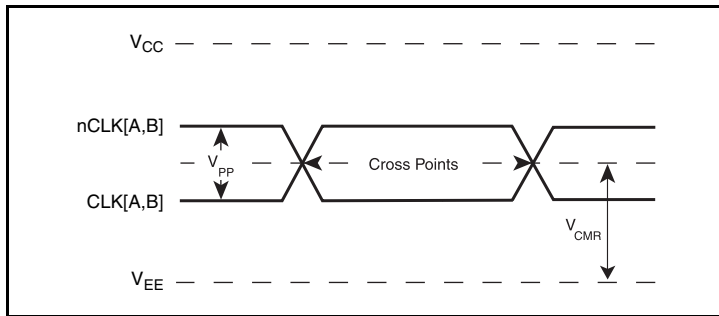 VCC
nCLK[A,B]
VPP
Cross Points
CLK[A,B]
VCMR
VEE